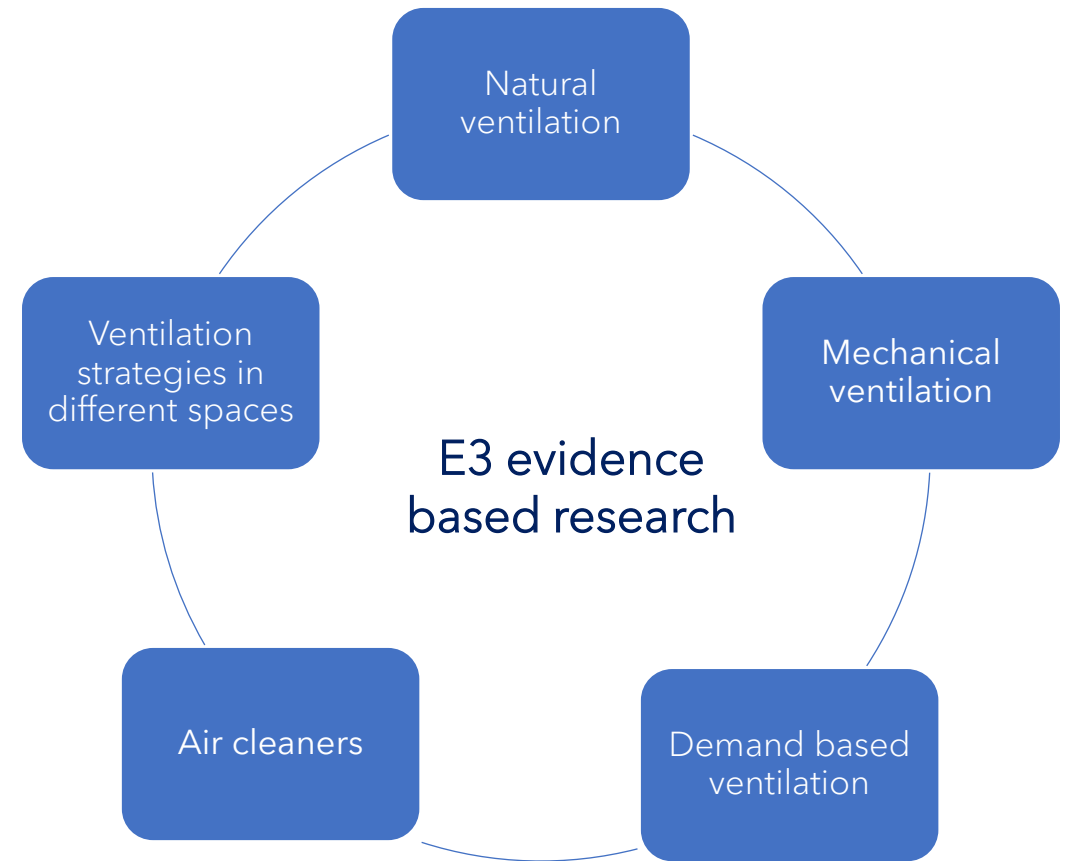 Natural
ventilation
Mechanical
ventilation
Demand based
ventilation
Air cleaners
Ventilation
strategies in
different spaces
E3 evidence
based research